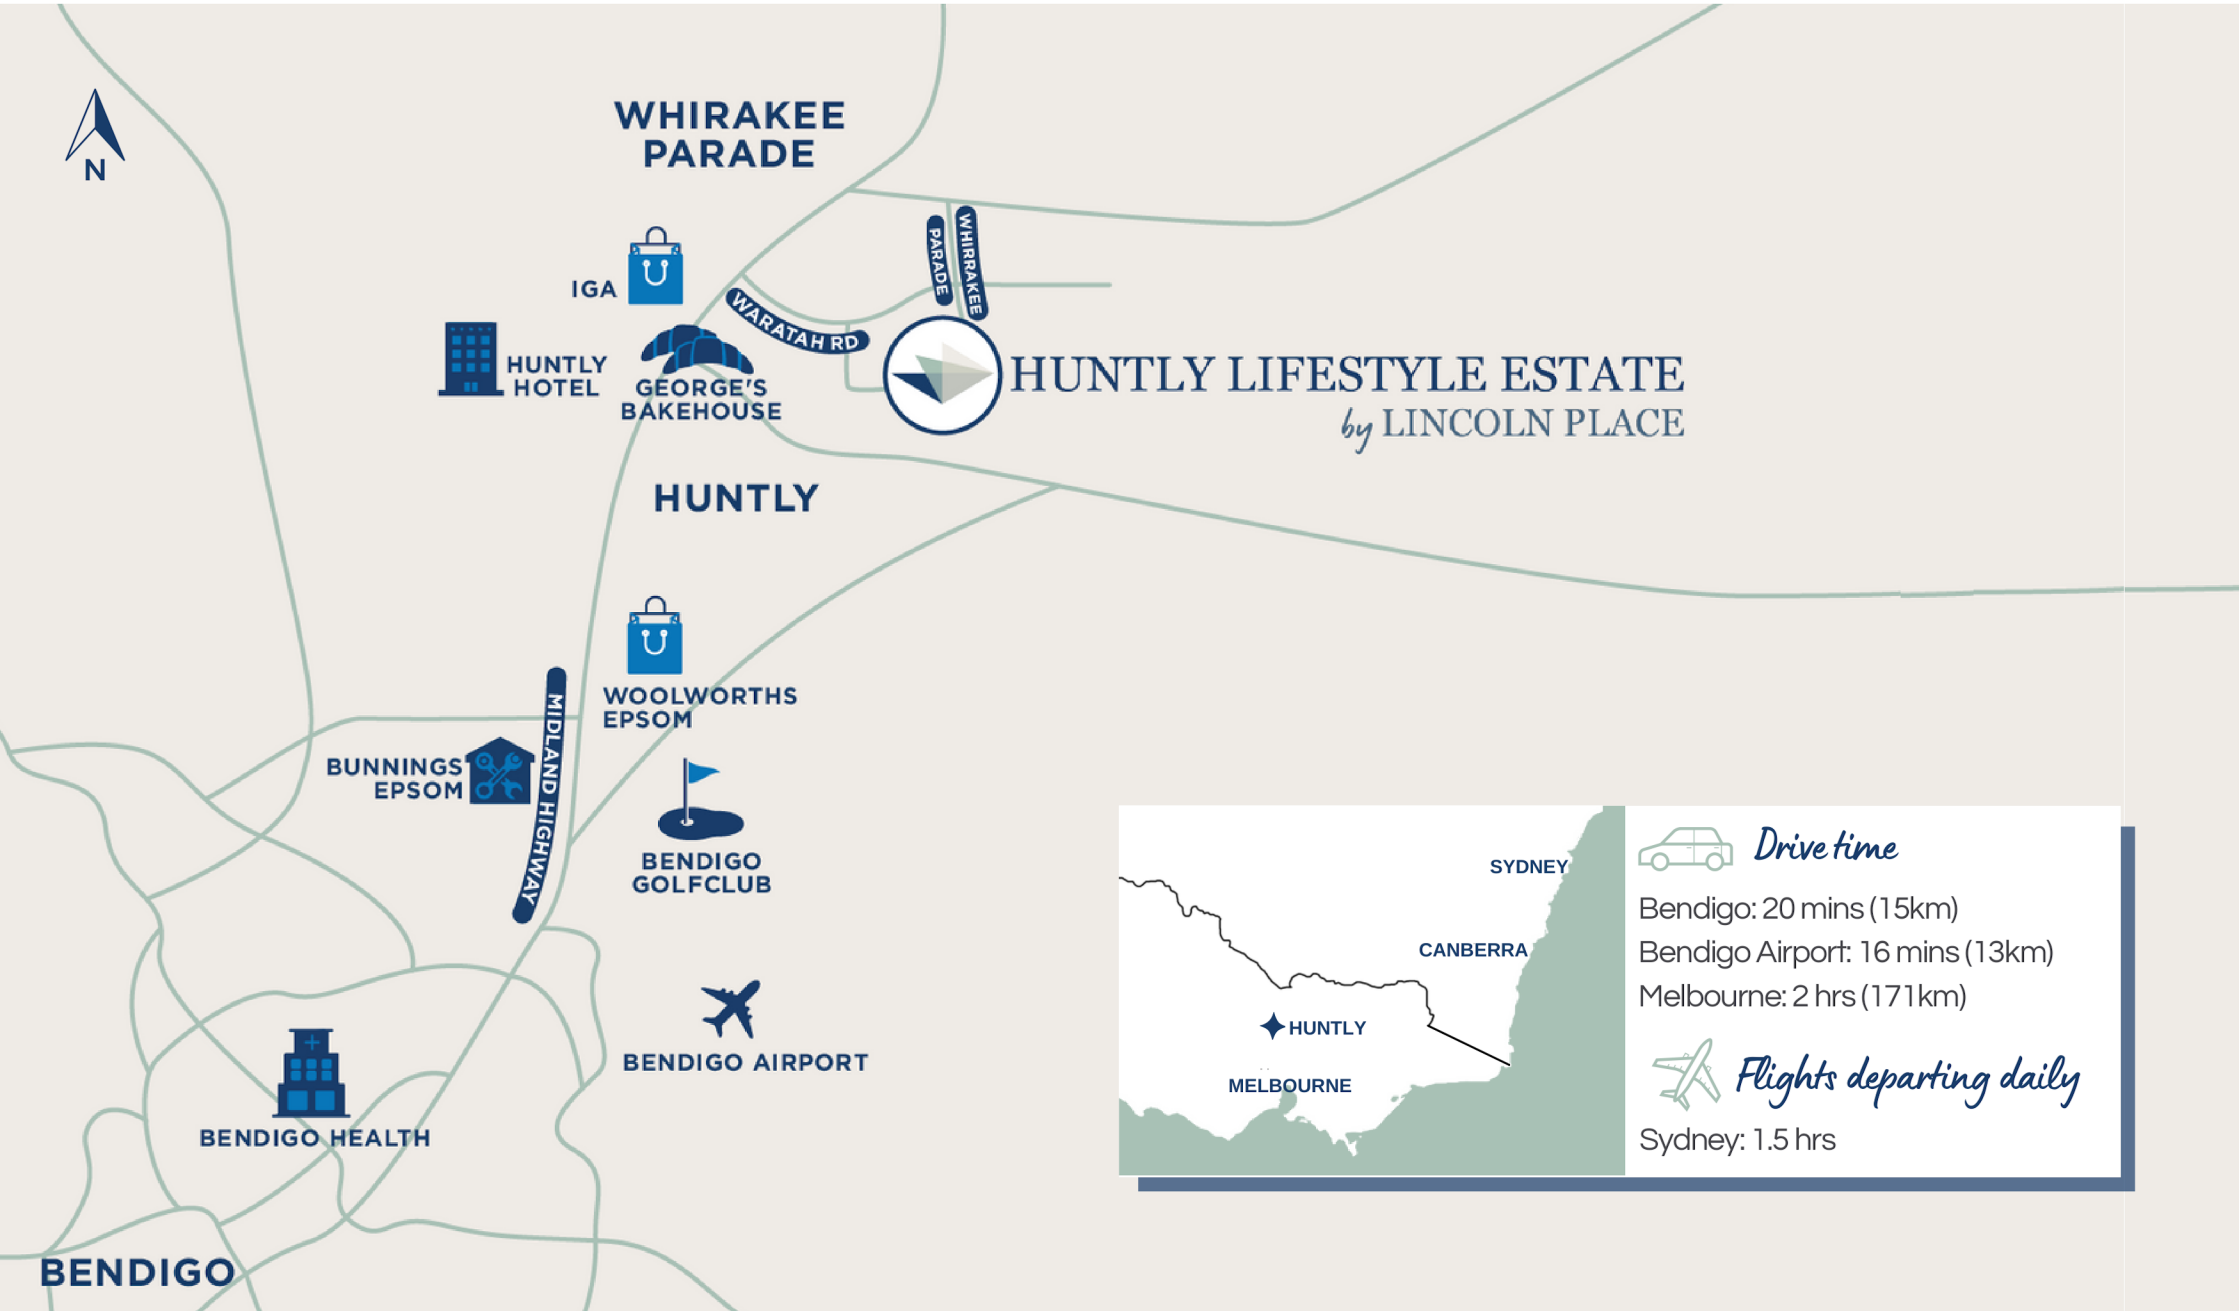 N
WHIRAKEE
PARADE
PARADE
WHIRRAKEE
IGA
WARATAH RD
HUNTLY
HOTEL
GEORGE'S
BAKEHOUSE
HUNTLY LIFESTYLE ESTATE
by LINCOLN PLACE
HUNTLY
WOOLWORTHS
EPSOM
MIDLAND HIGHWAY
BUNNINGS
EPSOM
BENDIGO
GOLFCLUB
BENDIGO AIRPORT
BENDIGO HEALTH
BENDIGO
SYDNEY
CANBERRA
HUNTLY
MELBOURNE
Drive time
Bendigo: 20 mins (15km)
Bendigo Airport: 16 mins (13km)
Melbourne: 2 hrs (171km)
Flights departing daily
Sydney: 1.5 hrs